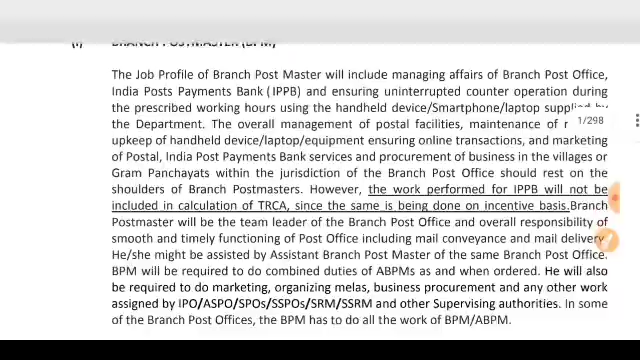 (i) BRANCH POSTMASTER (BPM)
The Job Profile of Branch Post Master will include managing affairs of Branch Post Office,
India Posts Payments Bank (IPPB) and ensuring uninterrupted counter operation during
the prescribed working hours using the handheld device/Smartphone/laptop supplied by
1/298
the Department. The overall management of postal facilities, maintenance of r
upkeep of handheld device/laptop/equipment ensuring online transactions, and marketing
of Postal, India Post Payments Bank services and procurement of business in the villages or
Gram Panchayats within the jurisdiction of the Branch Post Office should rest on the
shoulders of Branch Postmasters. However, the work performed for IPPB will not be
included in calculation of TRCA, since the same is being done on incentive basis.Branch
Postmaster will be the team leader of the Branch Post Office and overall responsibility of
smooth and timely functioning of Post Office including mail conveyance and mail delivery.
He/she might be assisted by Assistant Branch Post Master of the same Branch Post Office.
BPM will be required to do combined duties of ABPMs as and when ordered. He will also
be required to do marketing, organizing melas, business procurement and any other work
assigned by IPO/ASPO/SPOs/SSPOs/SRM/SSRM and other Supervising authorities. In some
of the Branch Post Offices, the BPM has to do all the work of BPM/ABPM.